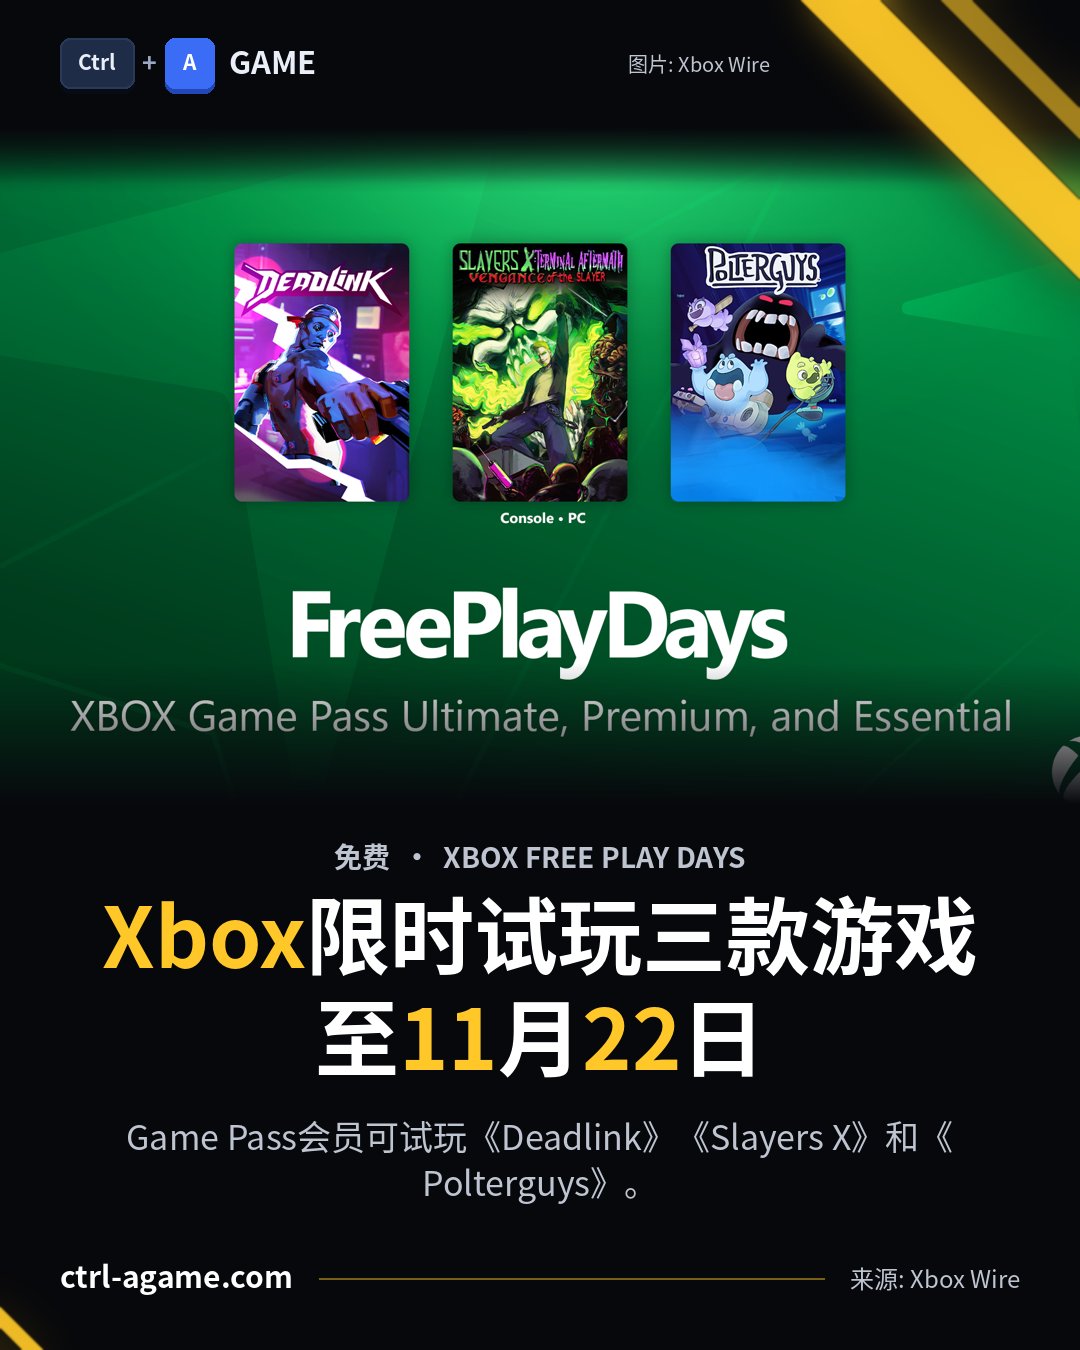 Ctrl + A GAME
图片: Xbox Wire
DEADLINK
SLAYERS X: TERMINAL AFTERMATH
VENGANCE of the SLAYER
POLTERGUYS
Console • PC
FreePlayDays
XBOX Game Pass Ultimate, Premium, and Essential
免费 • XBOX FREE PLAY DAYS
Xbox限时试玩三款游戏
至11月22日
Game Pass会员可试玩《Deadlink》《Slayers X》和《
Polterguys》。
ctrl-agame.com
来源: Xbox Wire